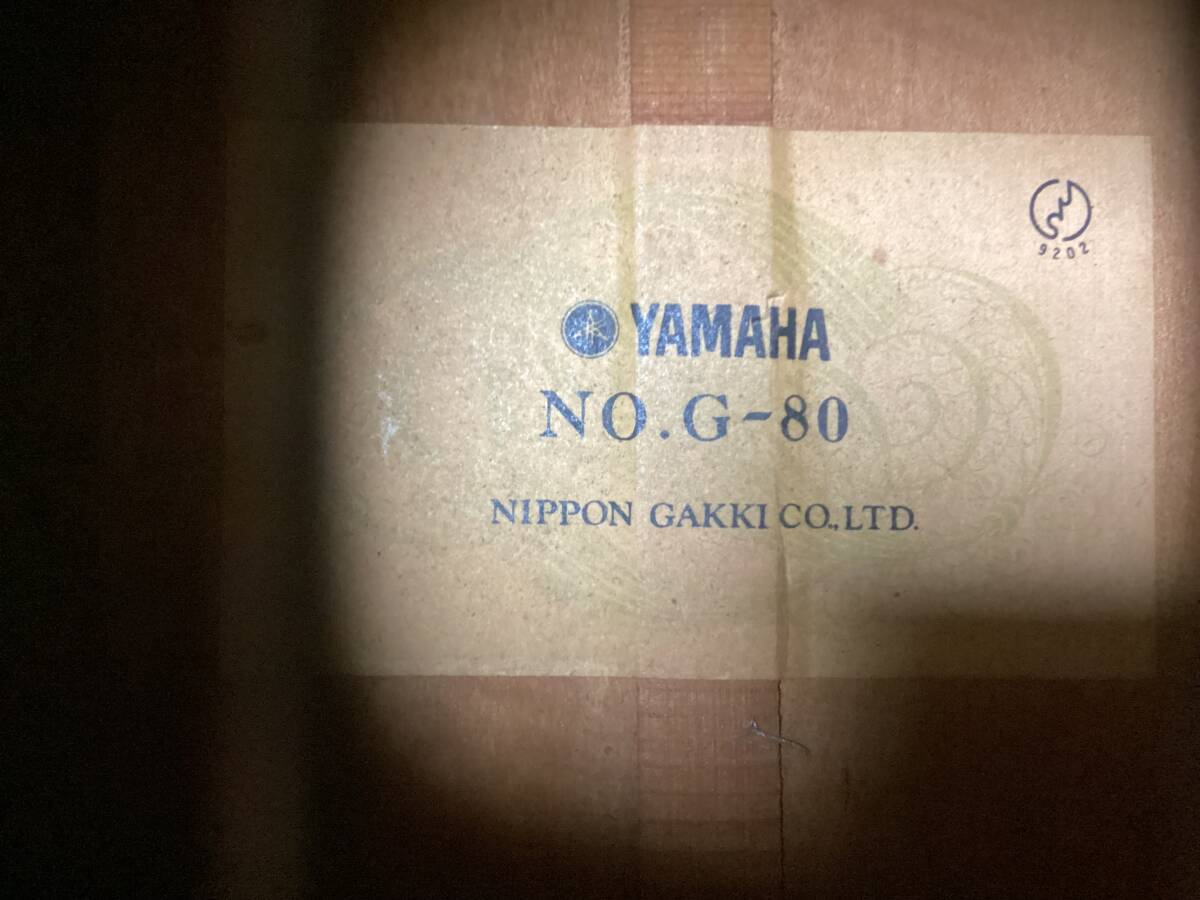 9202
YAMAHA
NO.G-80
NIPPON GAKKI CO.,LTD.